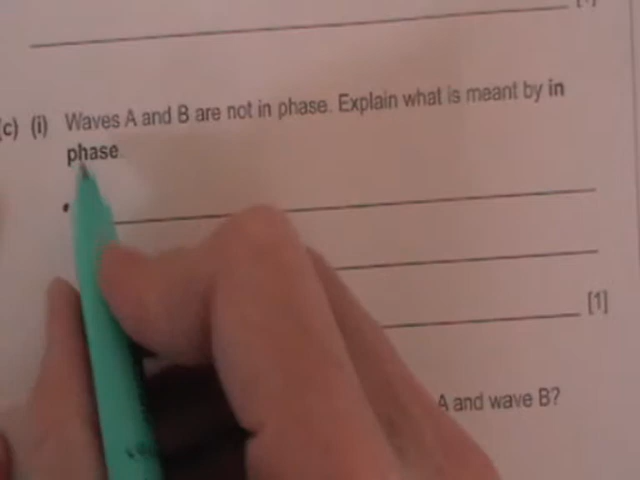 (c) (i) Waves A and B are not in phase. Explain what is meant by in
phase.
[1]
A and wave B?